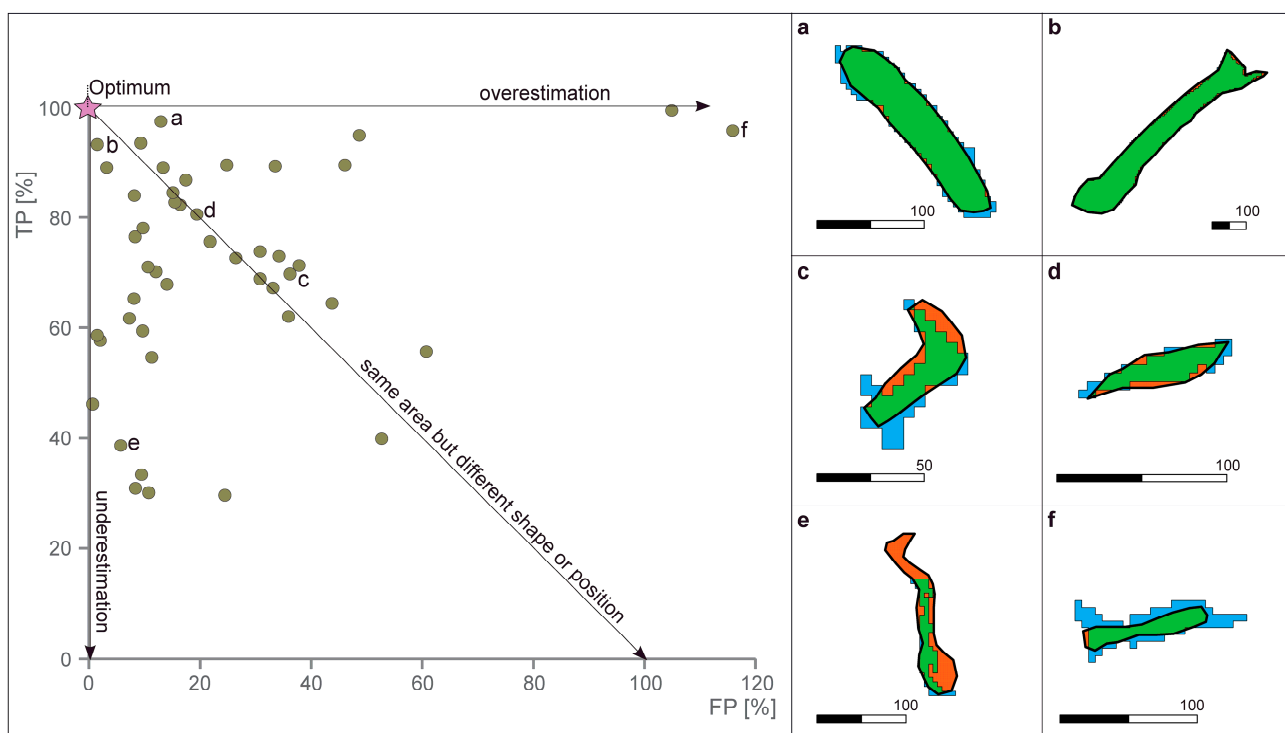 Optimum
overestimation
100
a
b
f
TP [%]
80
d
c
60
same area but different shape or position
40
e
underestimation
20
0
0
20
40
60
80
100
120
FP [%]
a
100
b
100
c
50
d
100
e
100
f
100